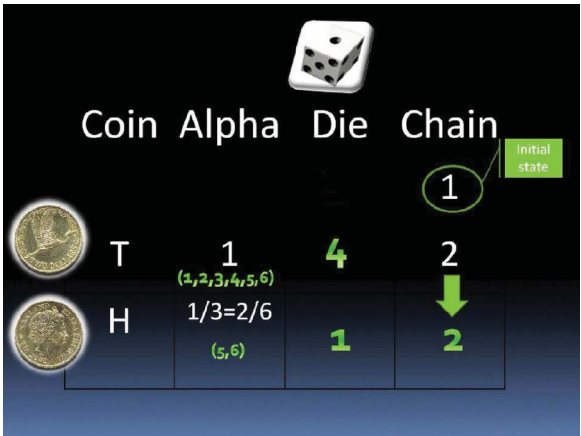 Coin Alpha Die Chain
Initial
state
1
T 1 4 2
(1,2,3,4,5,6)
H 1/3=2/6 1 2
(5,6)